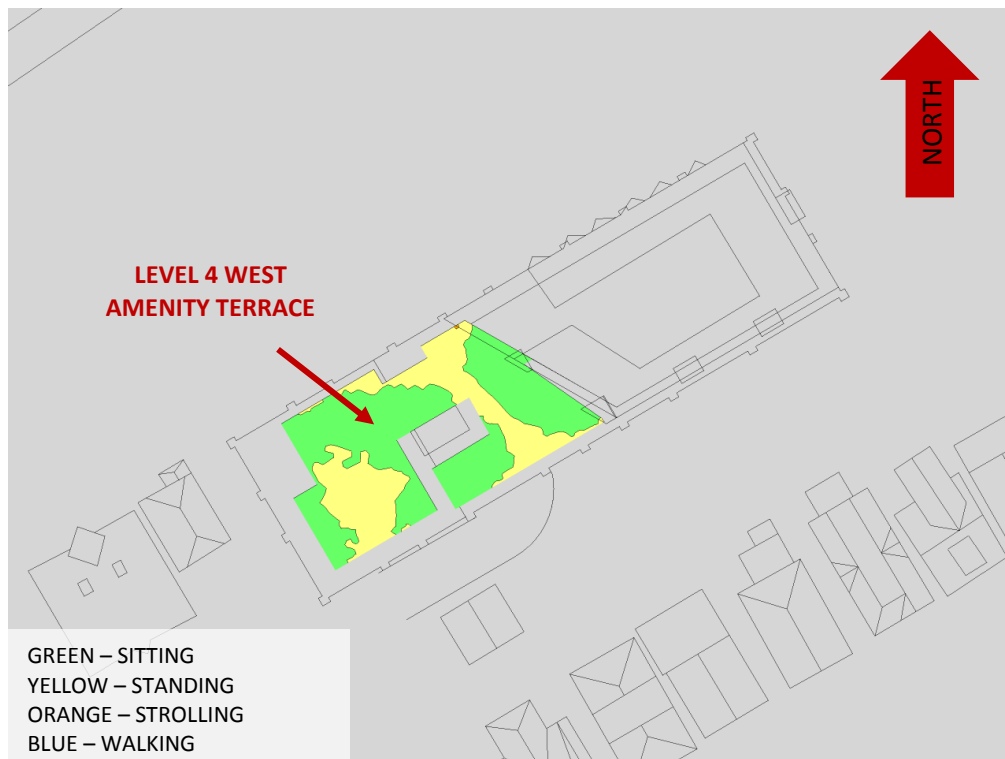 NORTH
LEVEL 4 WEST
AMENITY TERRACE
GREEN – SITTING
YELLOW – STANDING
ORANGE – STROLLING
BLUE – WALKING